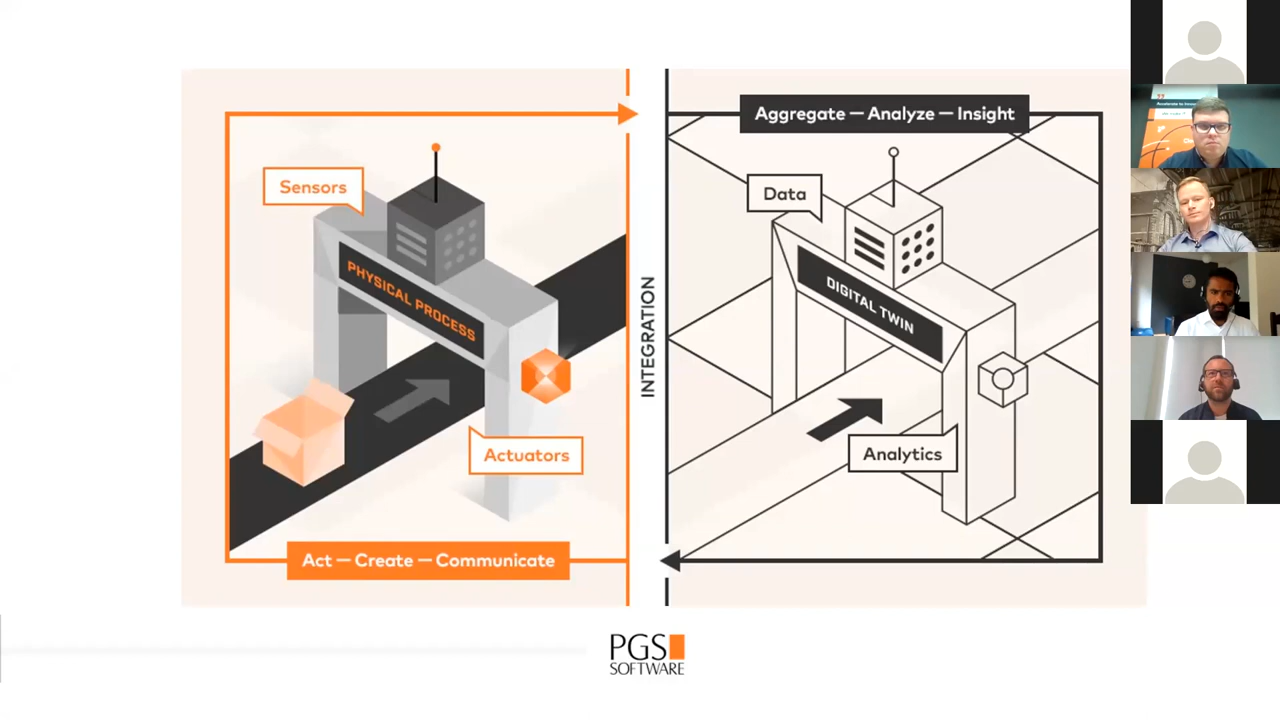 Aggregate — Analyze — Insight
Sensors
Data
PHYSICAL PROCESS
DIGITAL TWIN
INTEGRATION
Actuators
Analytics
Act — Create — Communicate
PGS
SOFTWARE